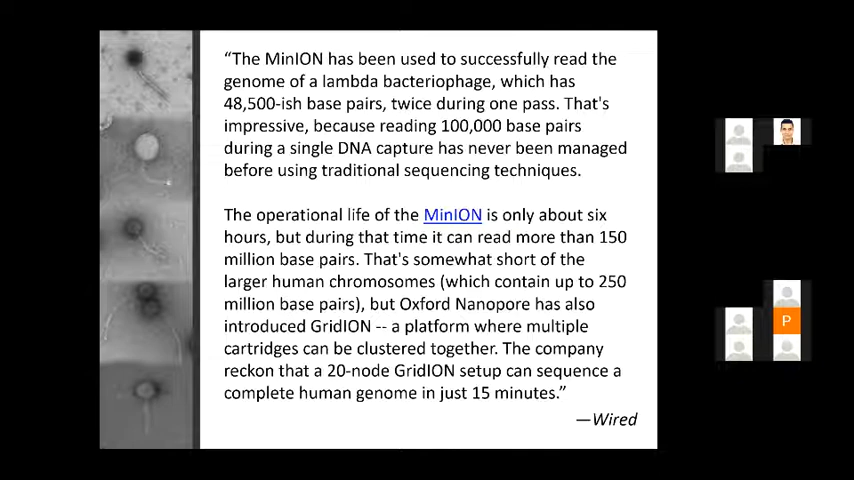 “The MinION has been used to successfully read the
genome of a lambda bacteriophage, which has
48,500-ish base pairs, twice during one pass. That's
impressive, because reading 100,000 base pairs
during a single DNA capture has never been managed
before using traditional sequencing techniques.
The operational life of the MinION is only about six
hours, but during that time it can read more than 150
million base pairs. That's somewhat short of the
larger human chromosomes (which contain up to 250
million base pairs), but Oxford Nanopore has also
introduced GridION -- a platform where multiple
cartridges can be clustered together. The company
reckon that a 20-node GridION setup can sequence a
complete human genome in just 15 minutes.”
—Wired
P